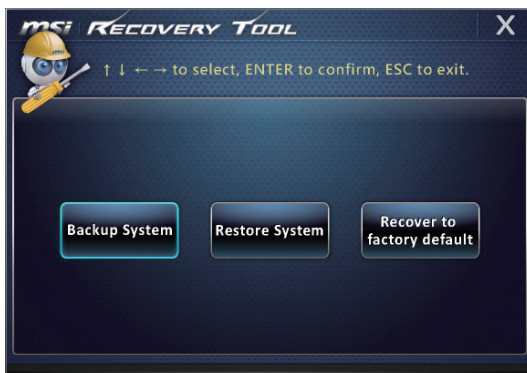 msi RECOVERY TOOL X
↑ ↓ ← → to select, ENTER to confirm, ESC to exit.
Backup System
Restore System
Recover to
factory default